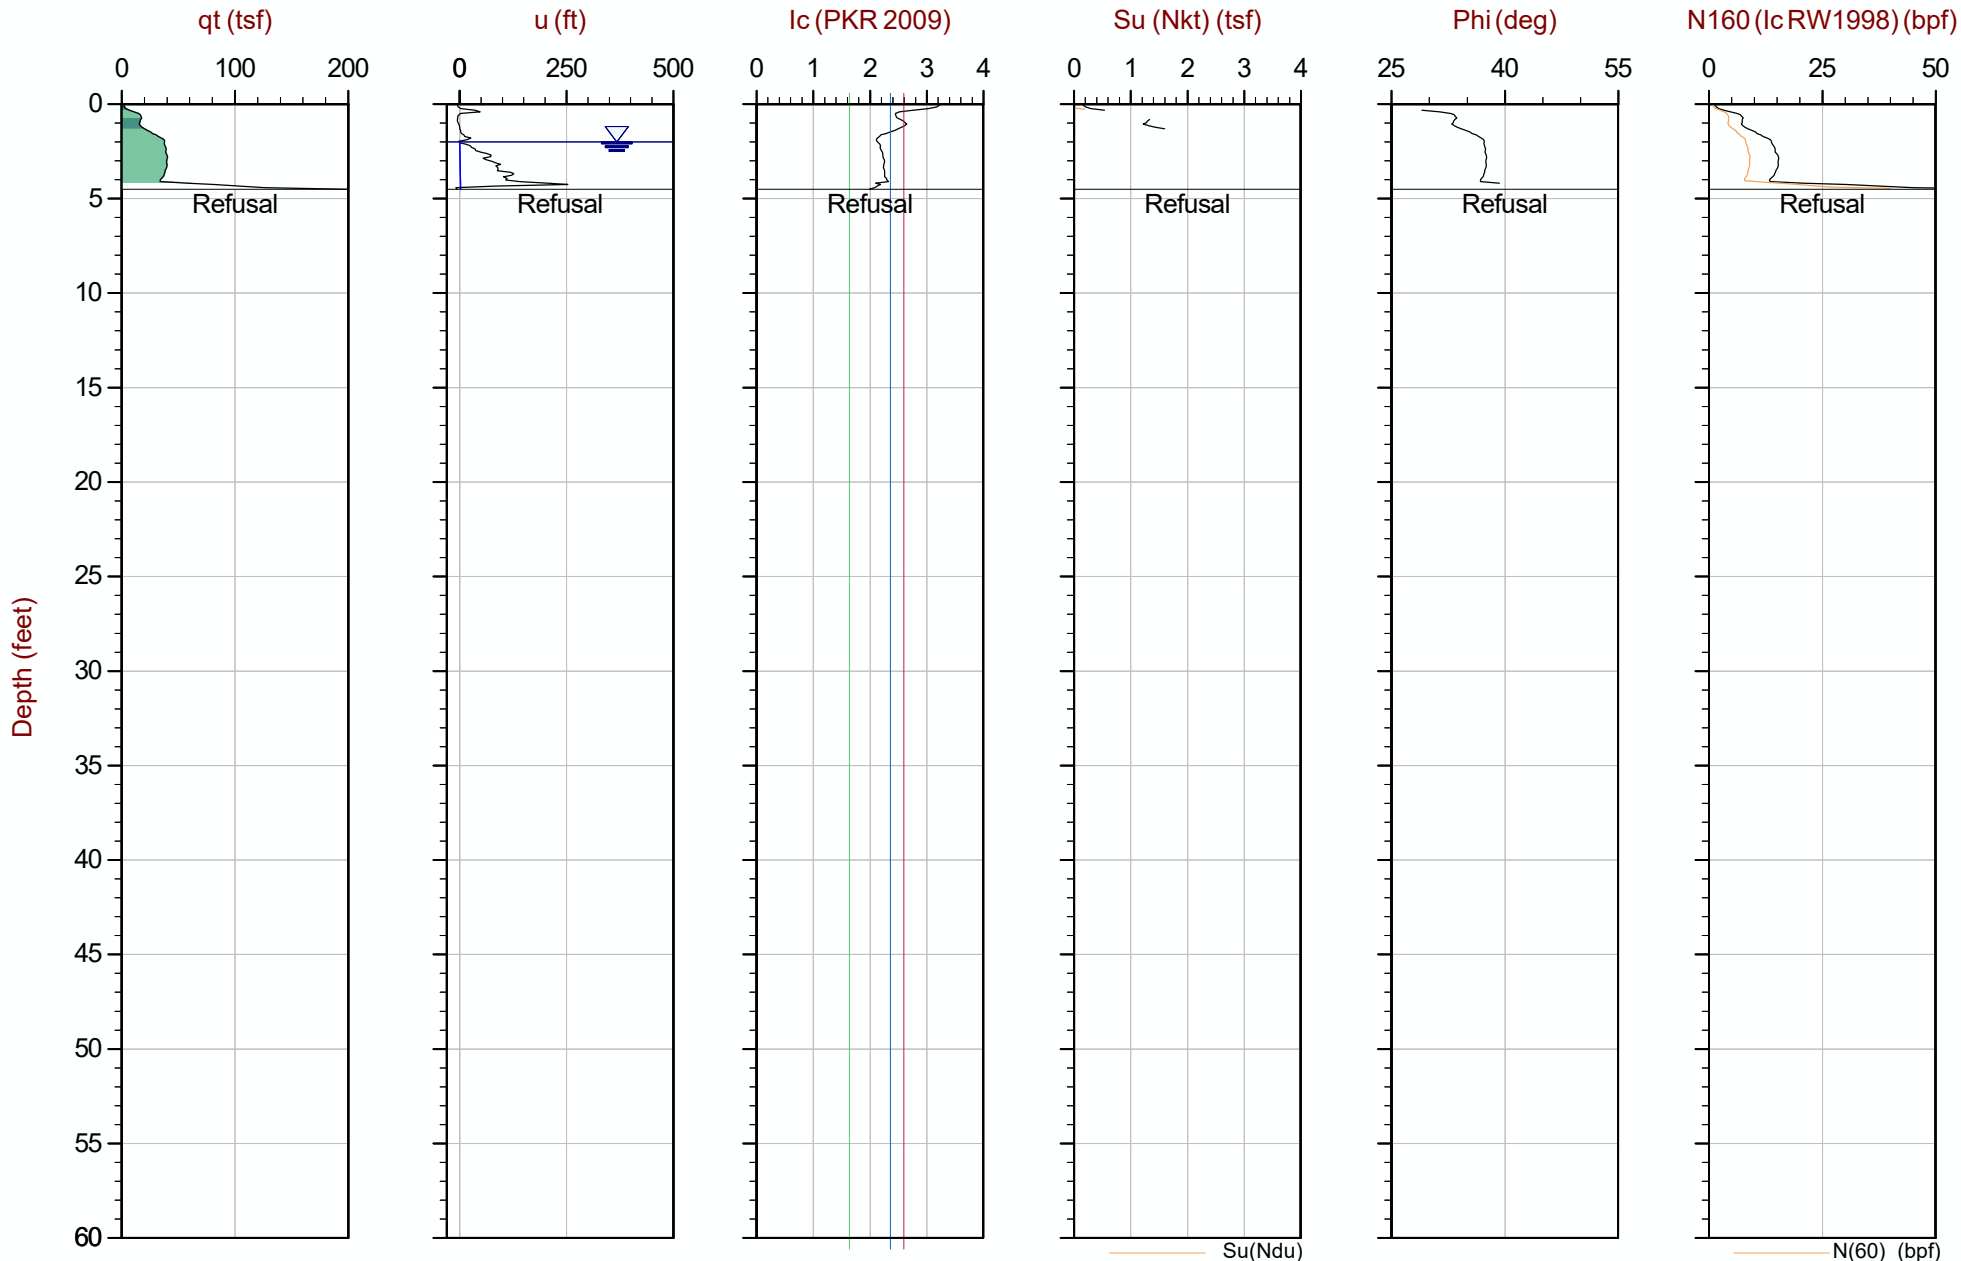 qt (tsf) u (ft) Ic (PKR 2009) Su (Nkt) (tsf) Phi (deg) N160 (Ic RW1998) (bpf)
0 100 200 0 250 500 0 1 2 3 4 0 1 2 3 4 25 40 55 0 25 50
0
5
Refusal Refusal Refusal Refusal Refusal Refusal
10
15
20
25
30
Depth (feet)
35
40
45
50
55
60
Su(Ndu) N(60) (bpf)